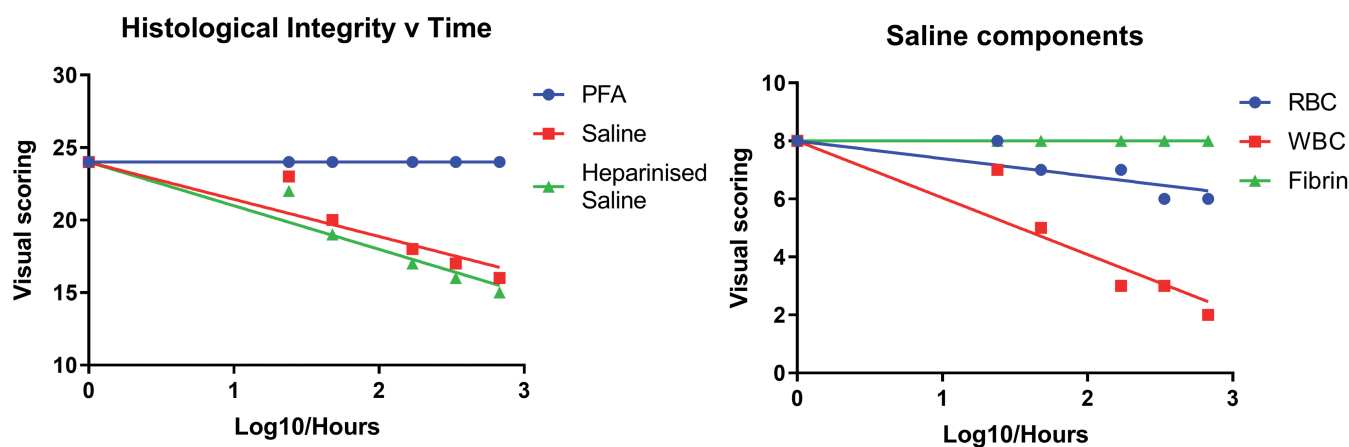 Histological Integrity v Time
30
25
20
15
10
Visual scoring
0
1
2
3
Log10/Hours
PFA
Saline
Heparinised
Saline
Saline components
10
8
6
4
2
0
Visual scoring
0
1
2
3
Log10/Hours
RBC
WBC
Fibrin